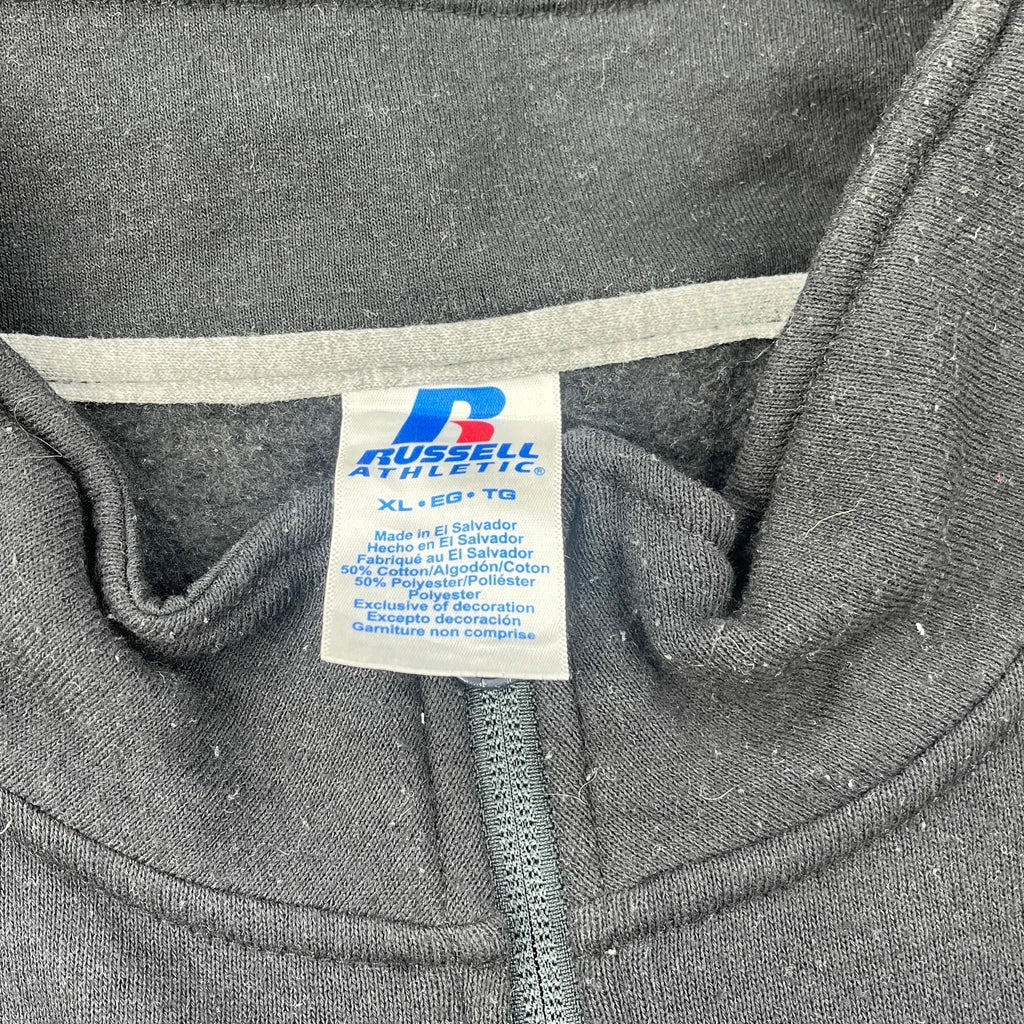 R
RUSSELL
ATHLETIC®
XL • EG • TG
Made in El Salvador
Hecho en El Salvador
Fabriqué au El Salvador
50% Cotton/Algodón/Coton
50% Polyester/Poliéster
Polyester
Exclusive of decoration
Excepto decoración
Garniture non comprise